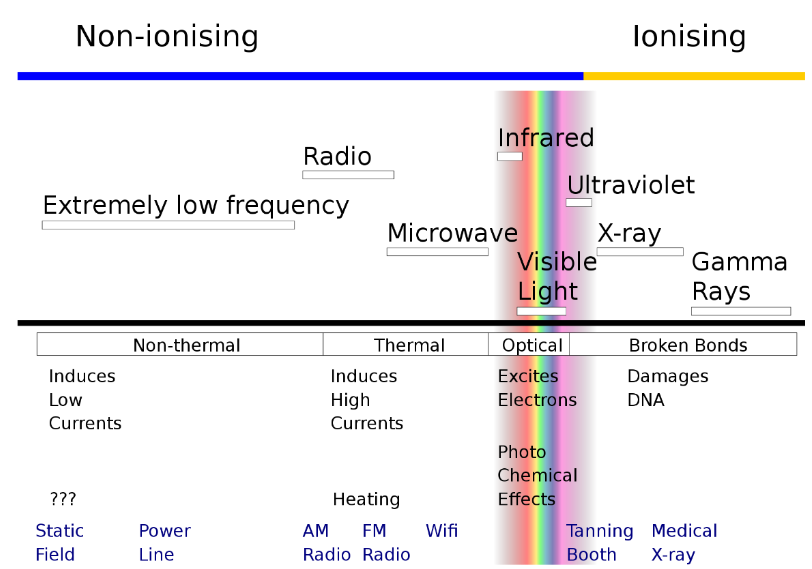 Non-ionising Ionising
Infrared
Radio
Ultraviolet
Extremely low frequency
Microwave X-ray
Visible Gamma
Light Rays
Non-thermal Thermal Optical Broken Bonds
Induces Induces Excites Damages
Low High Electrons DNA
Currents Currents
Photo
Chemical
??? Heating Effects
Static Power AM FM Wifi Tanning Medical
Field Line Radio Radio Booth X-ray